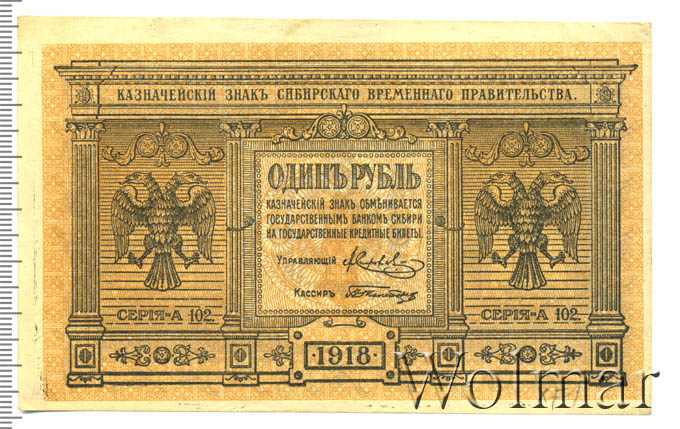 КАЗНАЧЕЙСКІЙ ЗНАКЪ СИБИРСКАГО ВРЕМЕННАГО ПРАВИТЕЛЬСТВА.
ОДИНЪ РУБЛЬ
КАЗНАЧЕЙСКІЙ ЗНАКЪ ОБМѢНИВАЕТСЯ
ГОСУДАРСТВЕННЫМЪ БАНКОМЪ СИБИРИ
НА ГОСУДАРСТВЕННЫЕ КРЕДИТНЫЕ БИЛЕТЫ.
УПРАВЛЯЮЩІЙ
КАССИРЪ
СЕРІЯ-А 102
СЕРІЯ-А 102
1918
Wolmar